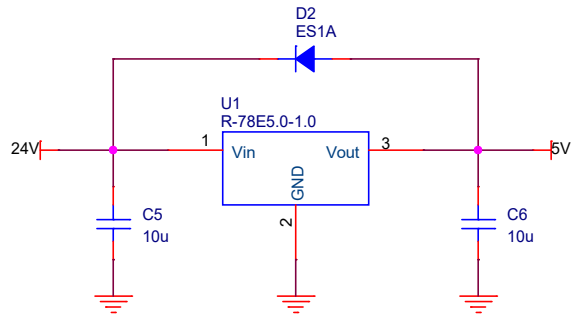 D2
ES1A
U1
R-78E5.0-1.0
24V
1
Vin
Vout
3
5V
GND
2
C5
10u
C6
10u